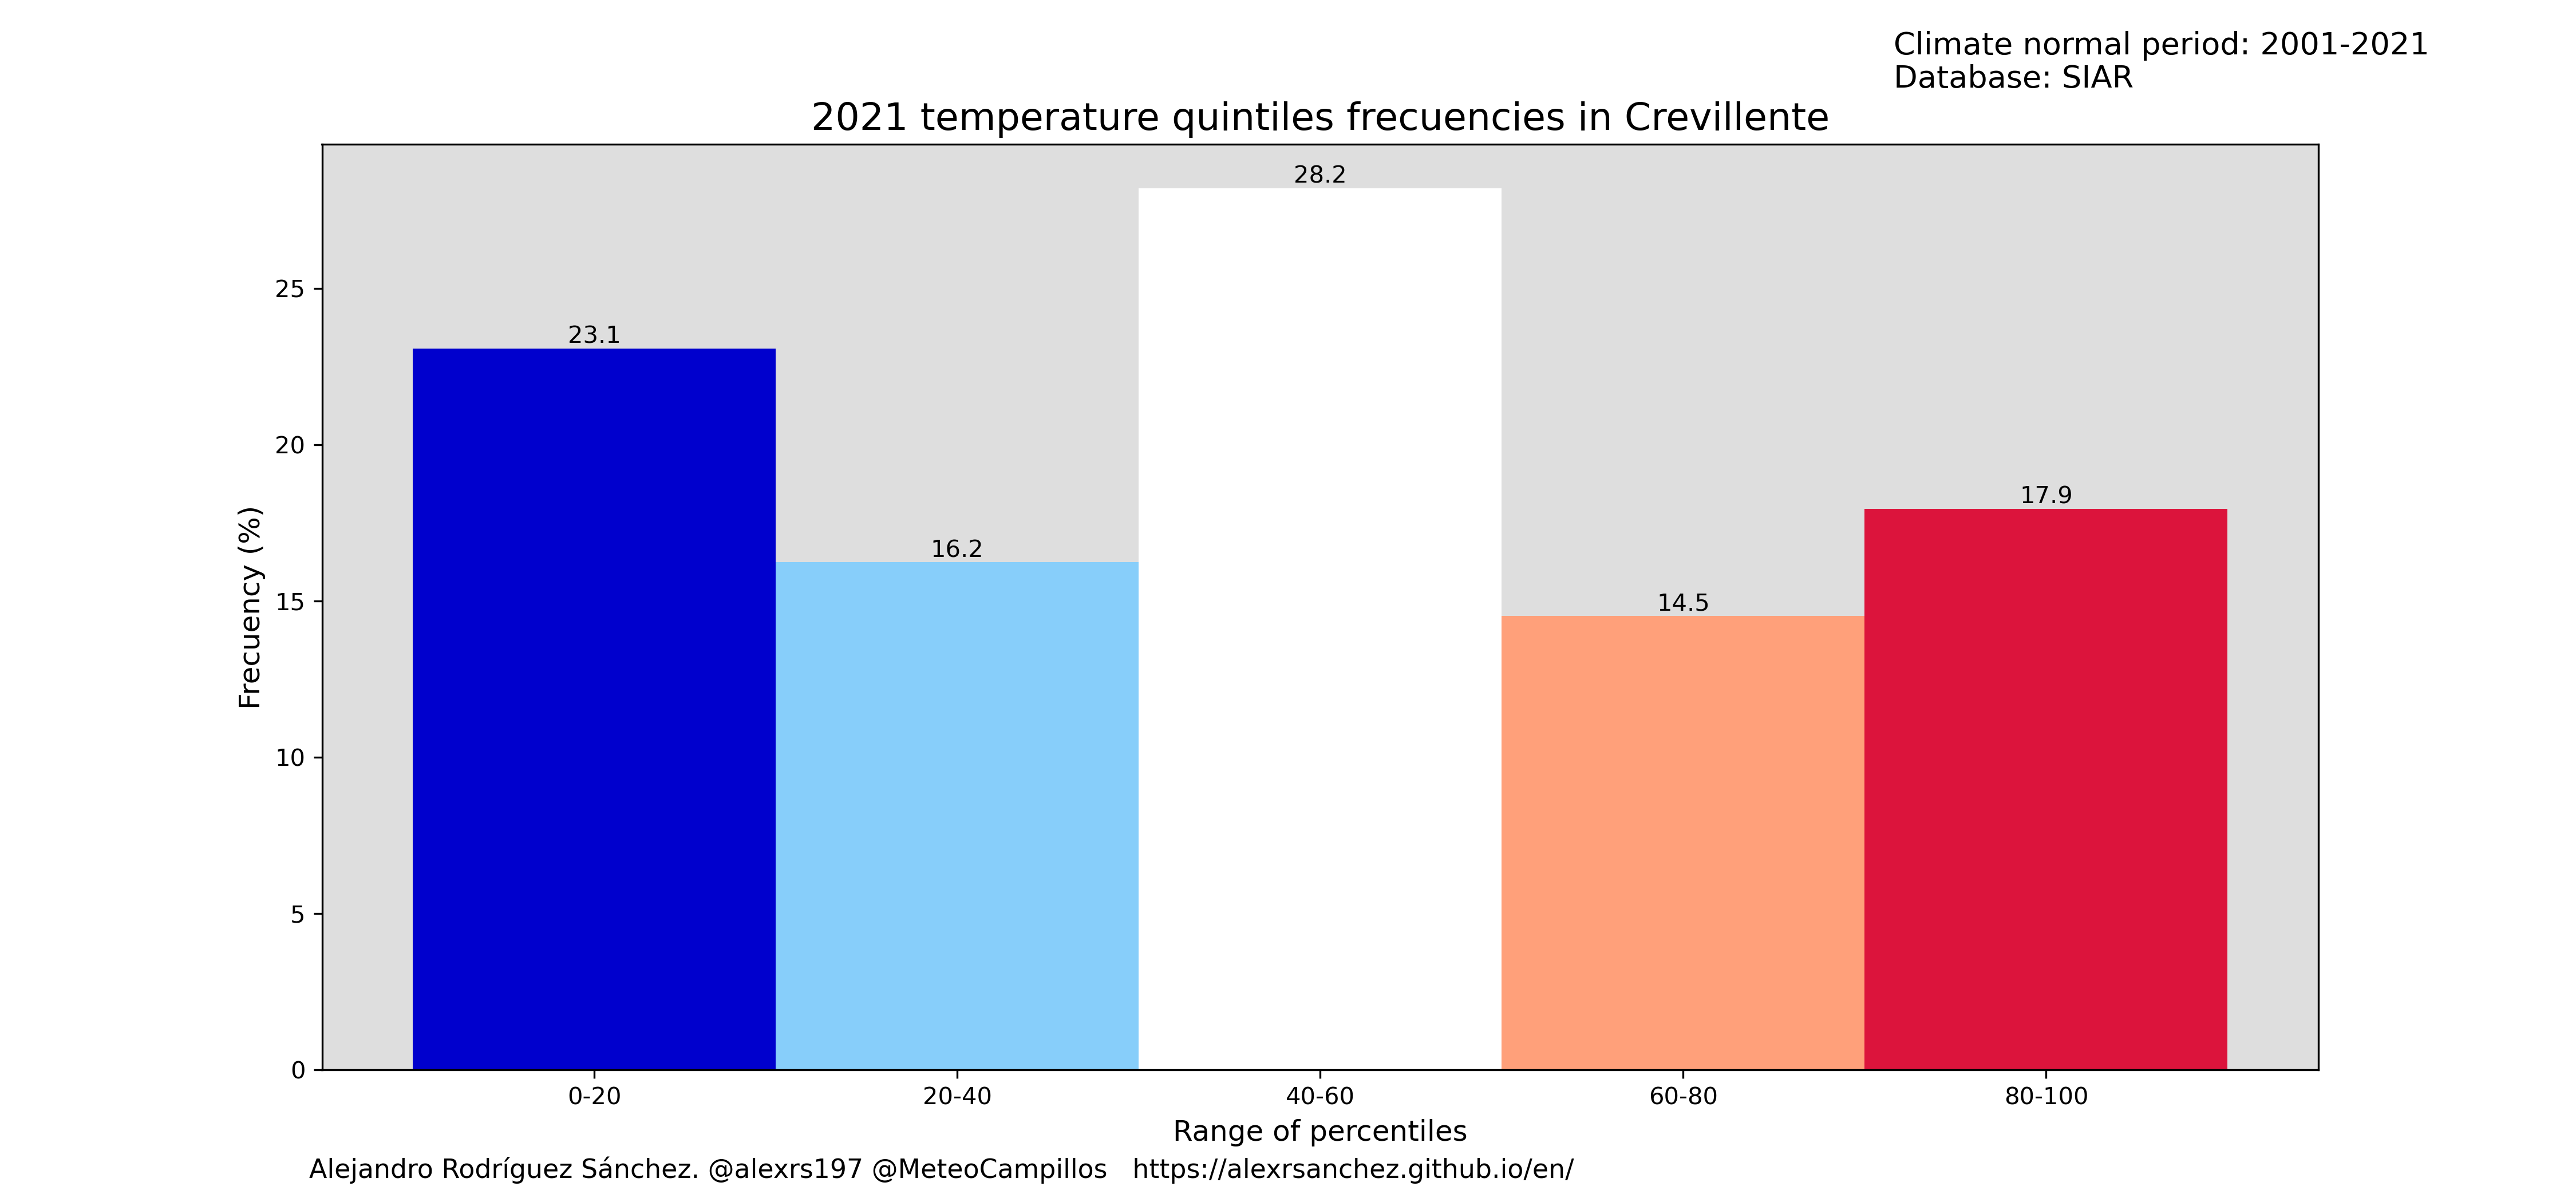 Climate normal period: 2001-2021
Database: SIAR
2021 temperature quintiles frecuencies in Crevillente
28.2
25
23.1
20
17.9
16.2
15
14.5
10
5
0
Frecuency (%)
0-20 20-40 40-60 60-80 80-100
Range of percentiles
Alejandro Rodríguez Sánchez. @alexrs197 @MeteoCampillos https://alexrsanchez.github.io/en/